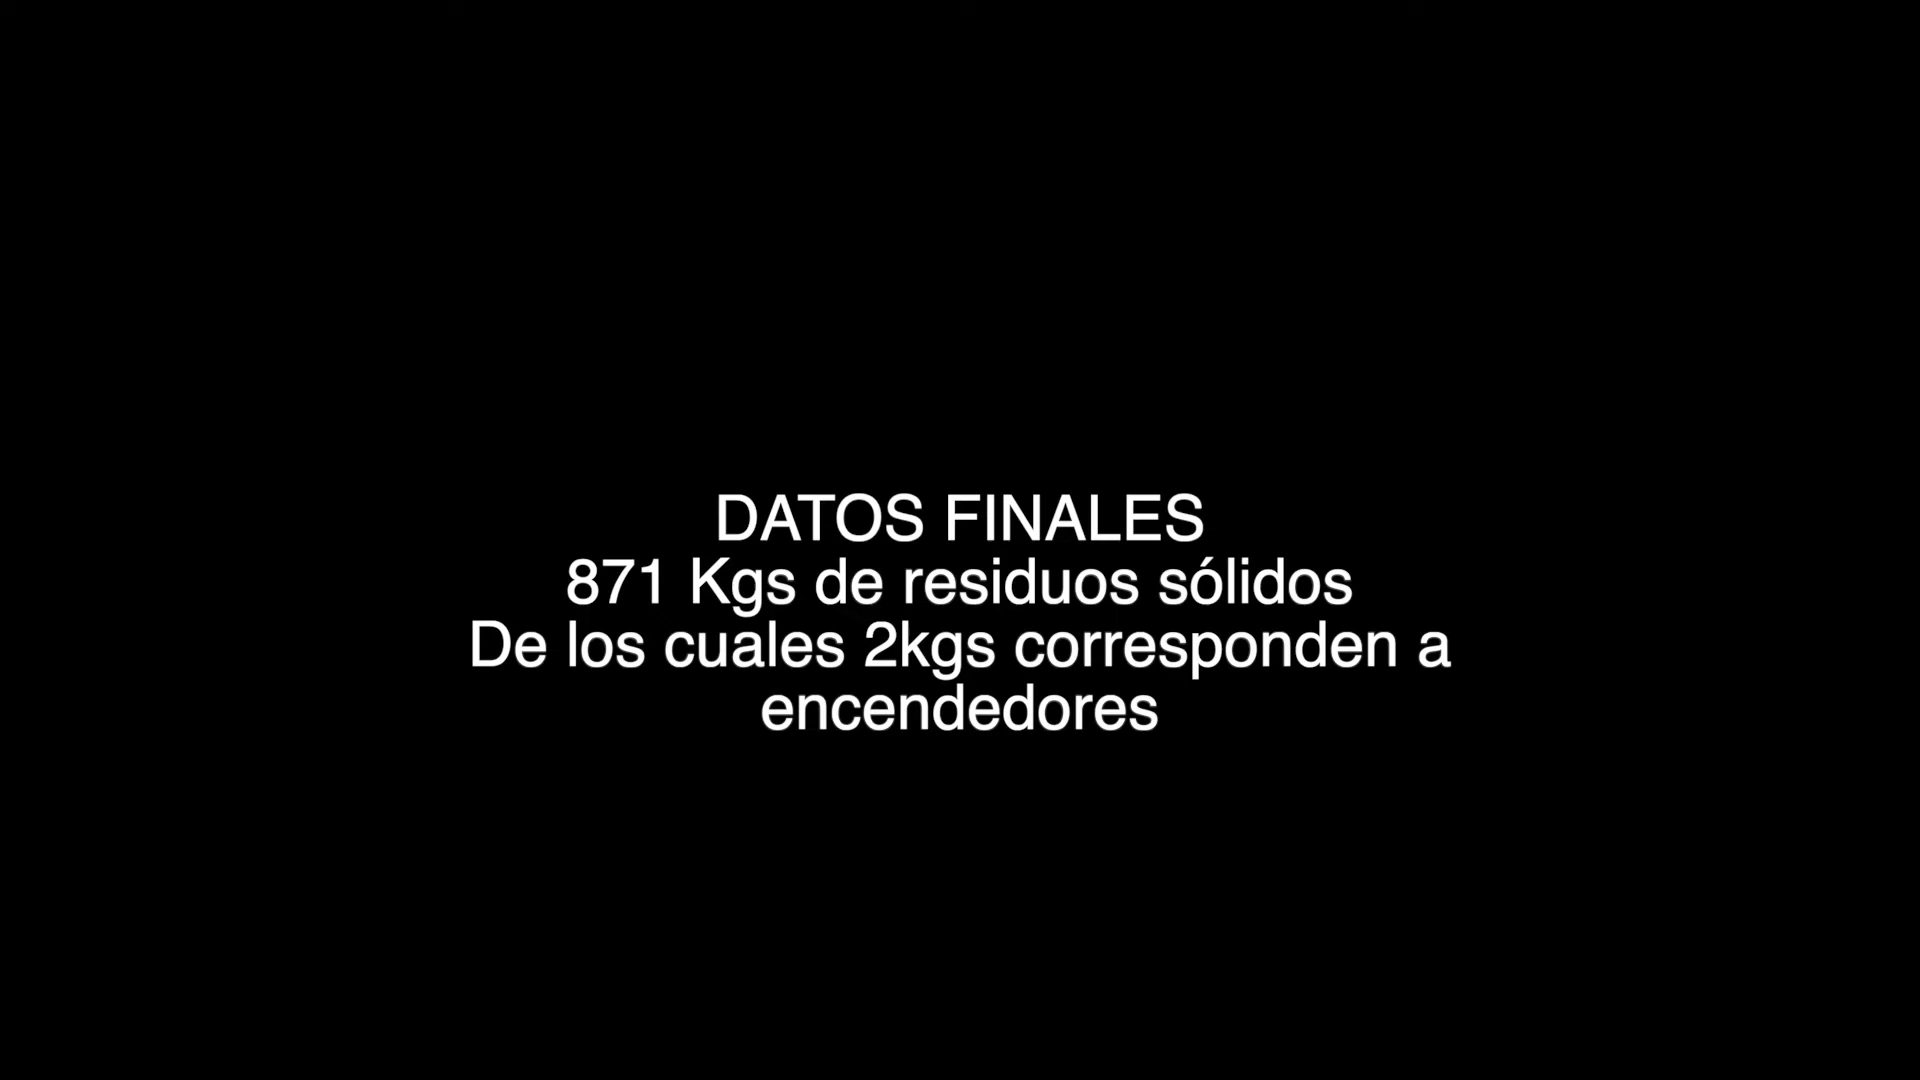 DATOS FINALES
871 Kgs de residuos sólidos
De los cuales 2kgs corresponden a
encendedores